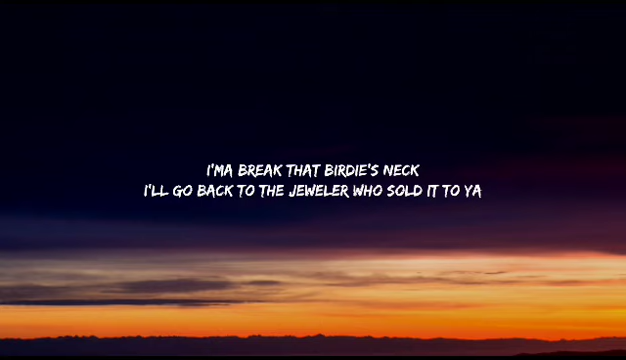 I'MA BREAK THAT BIRDIE'S NECK
I'LL GO BACK TO THE JEWELER WHO SOLD IT TO YA